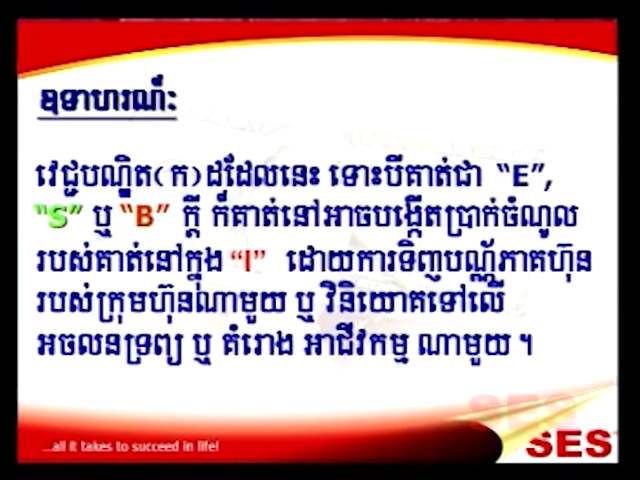 ឧទាហរណ៍៖
វេជ្ជបណ្ឌិត(ក)ដដែលនេះ ទោះបីគាត់ជា “E”,
“S” ឬ “B” ក្ដី ក៏គាត់នៅអាចបង្កើតប្រាក់ចំណូល
របស់គាត់នៅក្នុង “I” ដោយការទិញបណ្ណ័ភាគហ៊ុន
របស់ក្រុមហ៊ុនណាមួយ ឬ វិនិយោគទៅលើ
អចលនទ្រព្យ ឬ គំរោង អាជីវកម្ម ណាមួយ ។
...all it takes to succeed in life!
SES